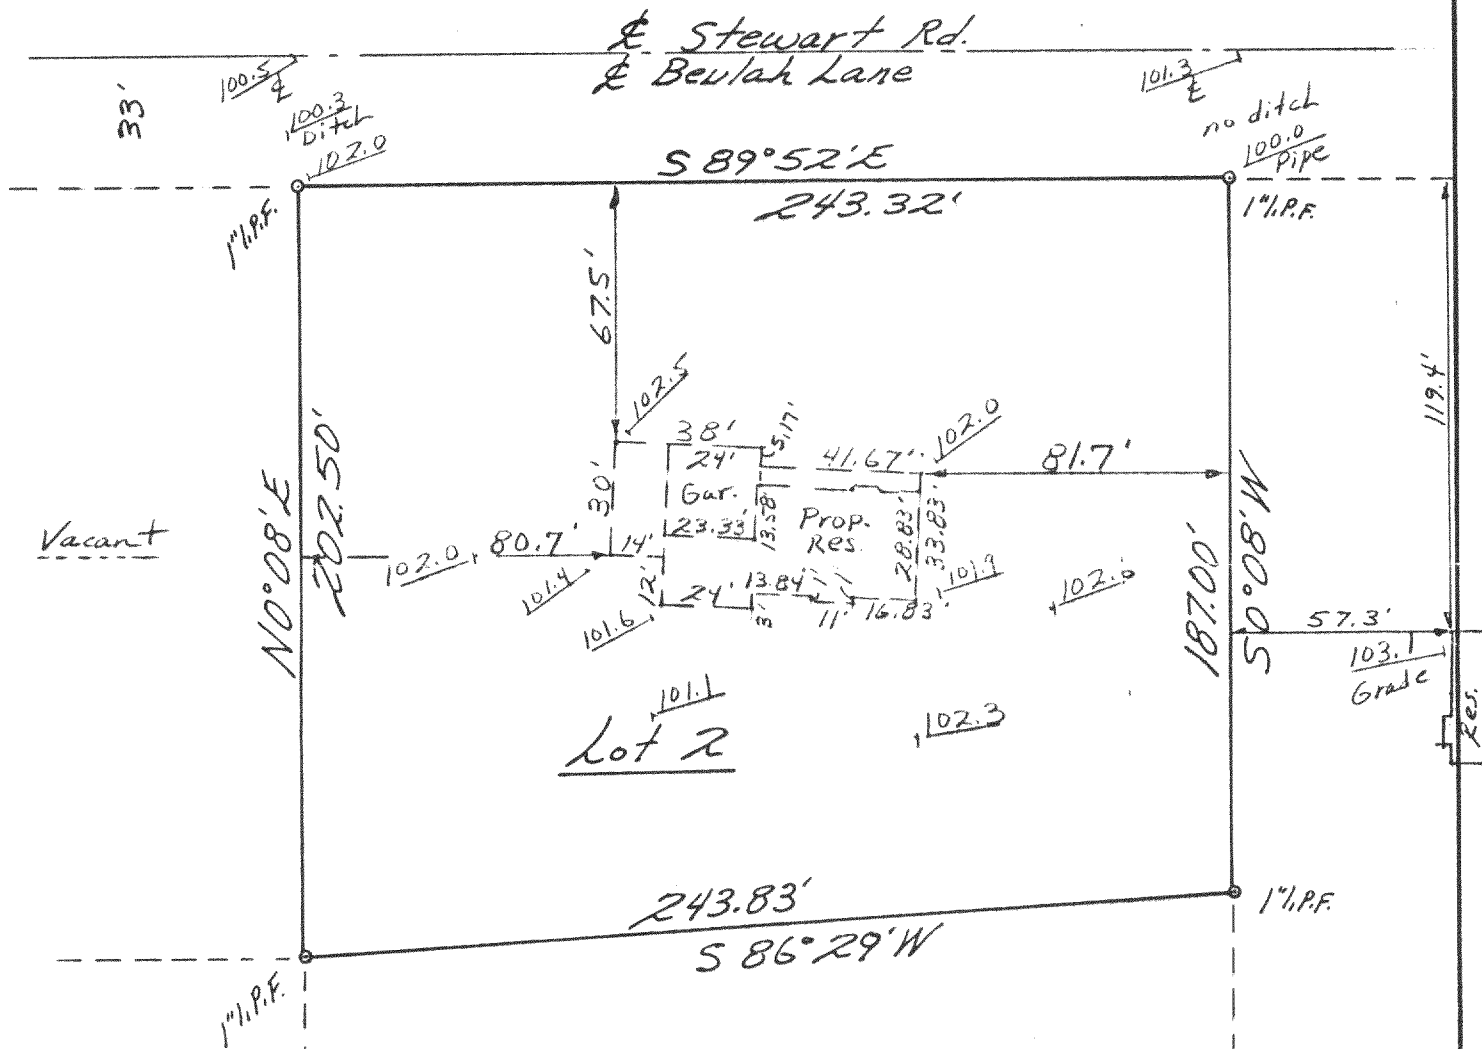 ℄ Stewart Rd.
℄ Beulah Lane
33'
100.5
℄
100.3
Ditch
102.0
101.3
℄
no ditch
100.0
Pipe
S 89°52'E
243.32'
1"I.P.F.
1"I.P.F.
67.5'
119.4'
102.5
38'
24'
5.17'
41.67'
102.0
81.7'
30'
Gar.
23.33'
13.58'
Prop.
Res.
28.83'
33.83'
N0°08'E
202.50'
Vacant
102.0
80.7'
14'
101.4
12'
101.6
24'
13.84'
3'
11'
16.83'
101.9
102.6
187.00'
S0°08'W
57.3'
103.1
Grade
Res.
101.1
102.3
Lot 2
243.83'
S 86°29'W
1"I.P.F.
1"I.P.F.